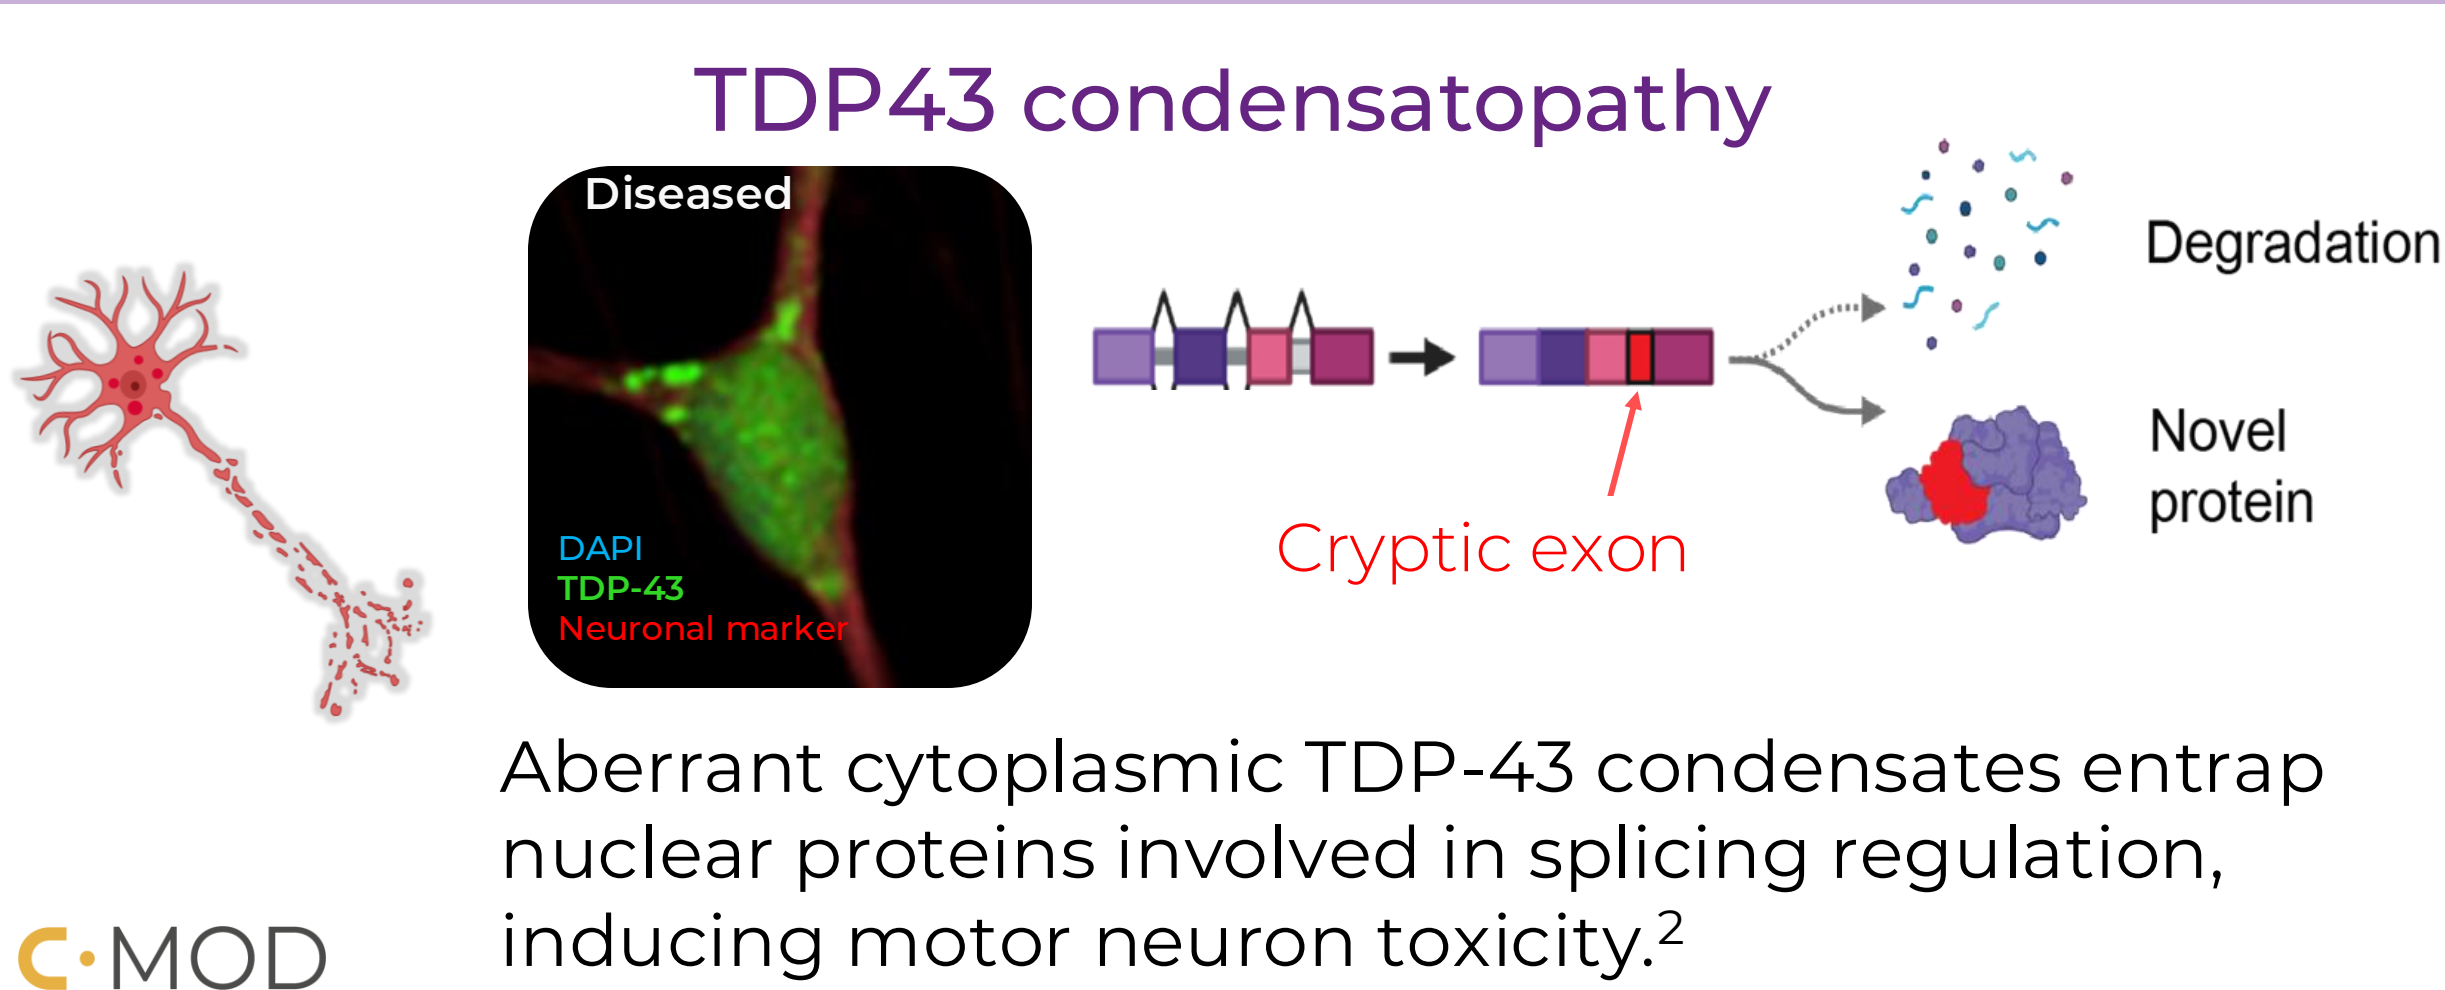 TDP43 condensatopathy
Diseased
DAPI
TDP-43
Neuronal marker
Cryptic exon
Degradation
Novel
protein
Aberrant cytoplasmic TDP-43 condensates entrap
nuclear proteins involved in splicing regulation,
inducing motor neuron toxicity.²
C·MOD